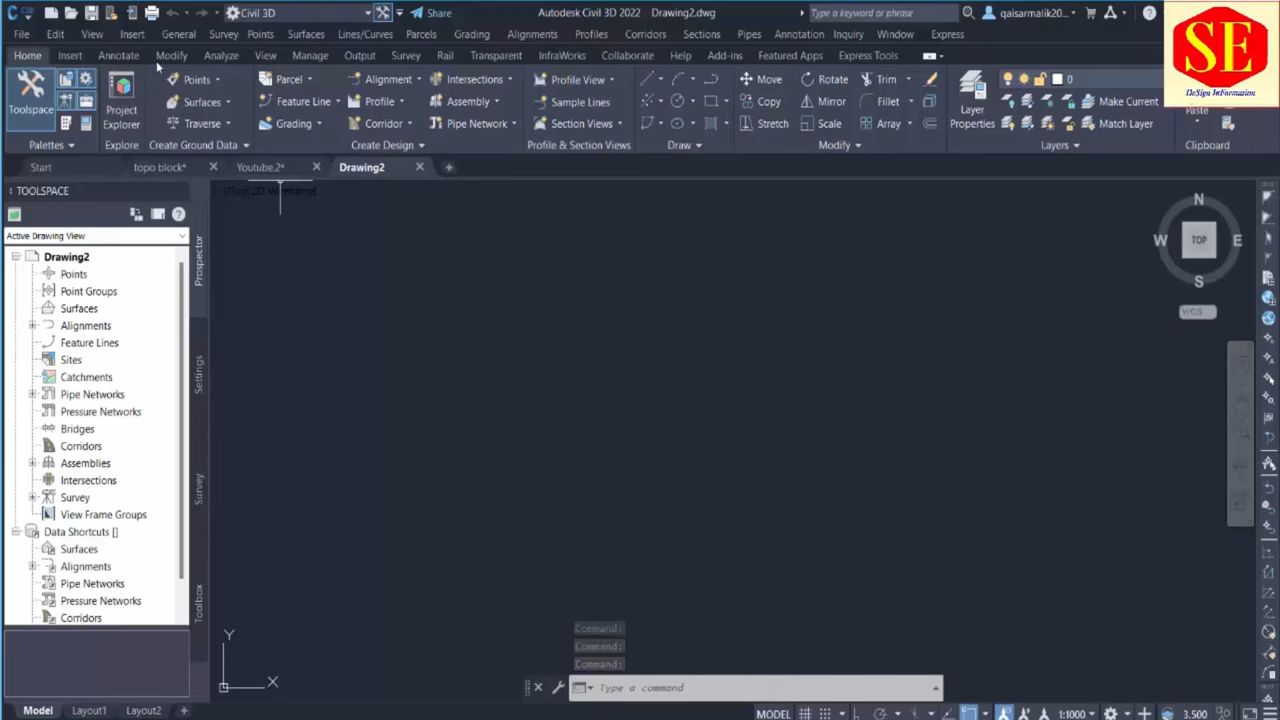 Civil 3D Share Autodesk Civil 3D 2022 Drawing2.dwg Type a keyword or phrase qaisarmalik20...
File Edit View Insert General Survey Points Surfaces Lines/Curves Parcels Grading Alignments Profiles Corridors Sections Pipes Annotation Inquiry Window Express
Home Insert Annotate Modify Analyze View Manage Output Survey Rail Transparent InfraWorks Collaborate Help Add-ins Featured Apps Express Tools
SE
DeSign InFormation
Points Parcel Alignment Intersections Profile View Move Rotate Trim 0
Surfaces Feature Line Profile Assembly Sample Lines Copy Mirror Fillet Make Current
Toolspace Project Explorer Layer Properties Paste
Traverse Grading Corridor Pipe Network Section Views Stretch Scale Array Match Layer
Palettes Explore Create Ground Data Create Design Profile & Section Views Draw Modify Layers Clipboard
Start topo block* Youtube.2* Drawing2
TOOLSPACE
[Top]
N
W TOP E
S
WCS
Active Drawing View
Drawing2
Points
Point Groups
Surfaces
Alignments
Feature Lines
Sites
Catchments
Pipe Networks
Pressure Networks
Bridges
Corridors
Assemblies
Intersections
Survey
View Frame Groups
Data Shortcuts []
Surfaces
Alignments
Pipe Networks
Pressure Networks
Corridors
Prospector
Settings
Survey
Toolbox
Y
X
Command:
Command:
Command:
Type a command
Model Layout1 Layout2
MODEL 1:1000 3.500